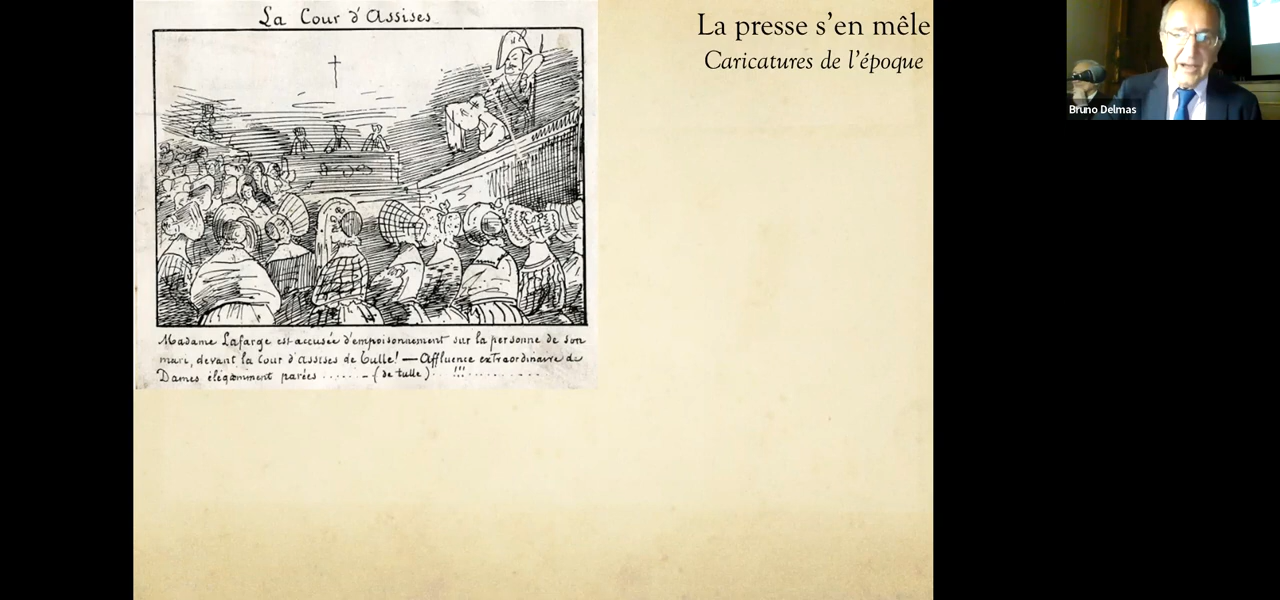 La Cour d'Assises
Madame Lafarge est accusée d'empoisonnement sur la personne de son
mari, devant la Cour d'Assises de Tulle! — Affluence extraordinaire de
Dames élégamment parées ....... – (de tulle) . . !!! . . . . . . . . .
La presse s'en mêle
Caricatures de l'époque
Bruno Delmas